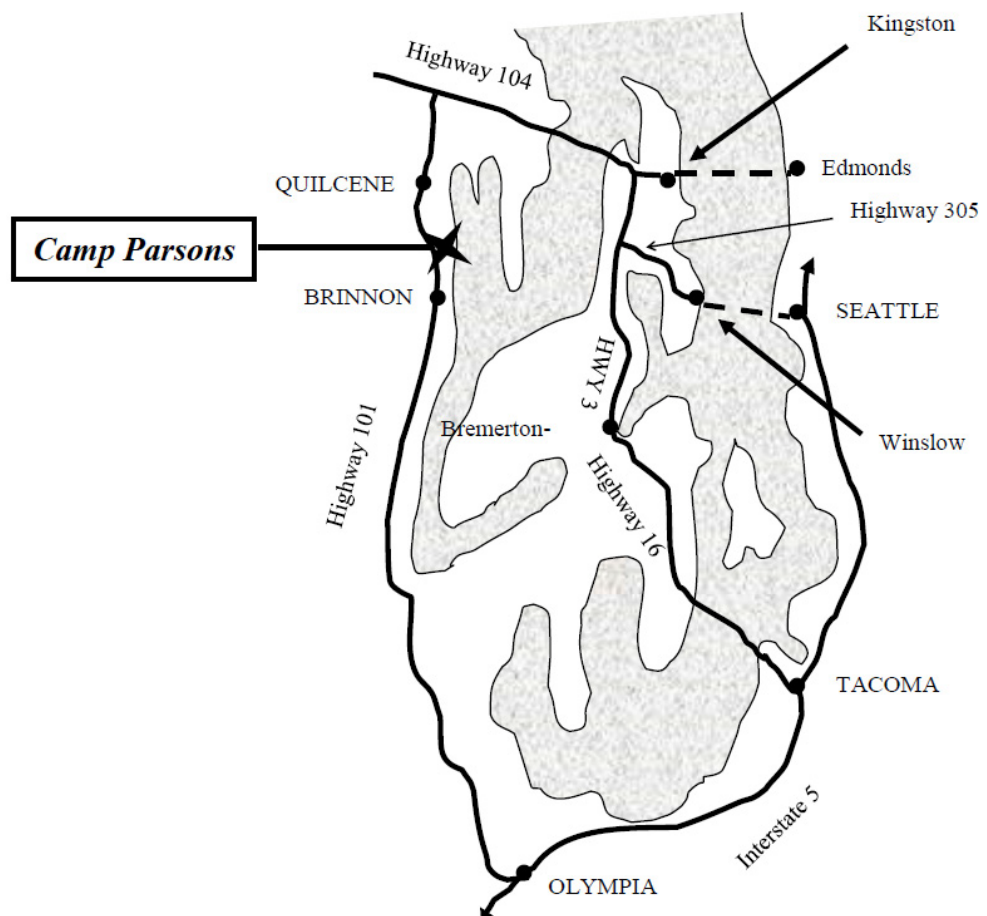 Kingston
Highway 104
Edmonds
QUILCENE
Highway 305
Camp Parsons
BRINNON
SEATTLE
HWY 3
Highway 101
Bremerton-
Winslow
Highway 16
TACOMA
Interstate 5
OLYMPIA